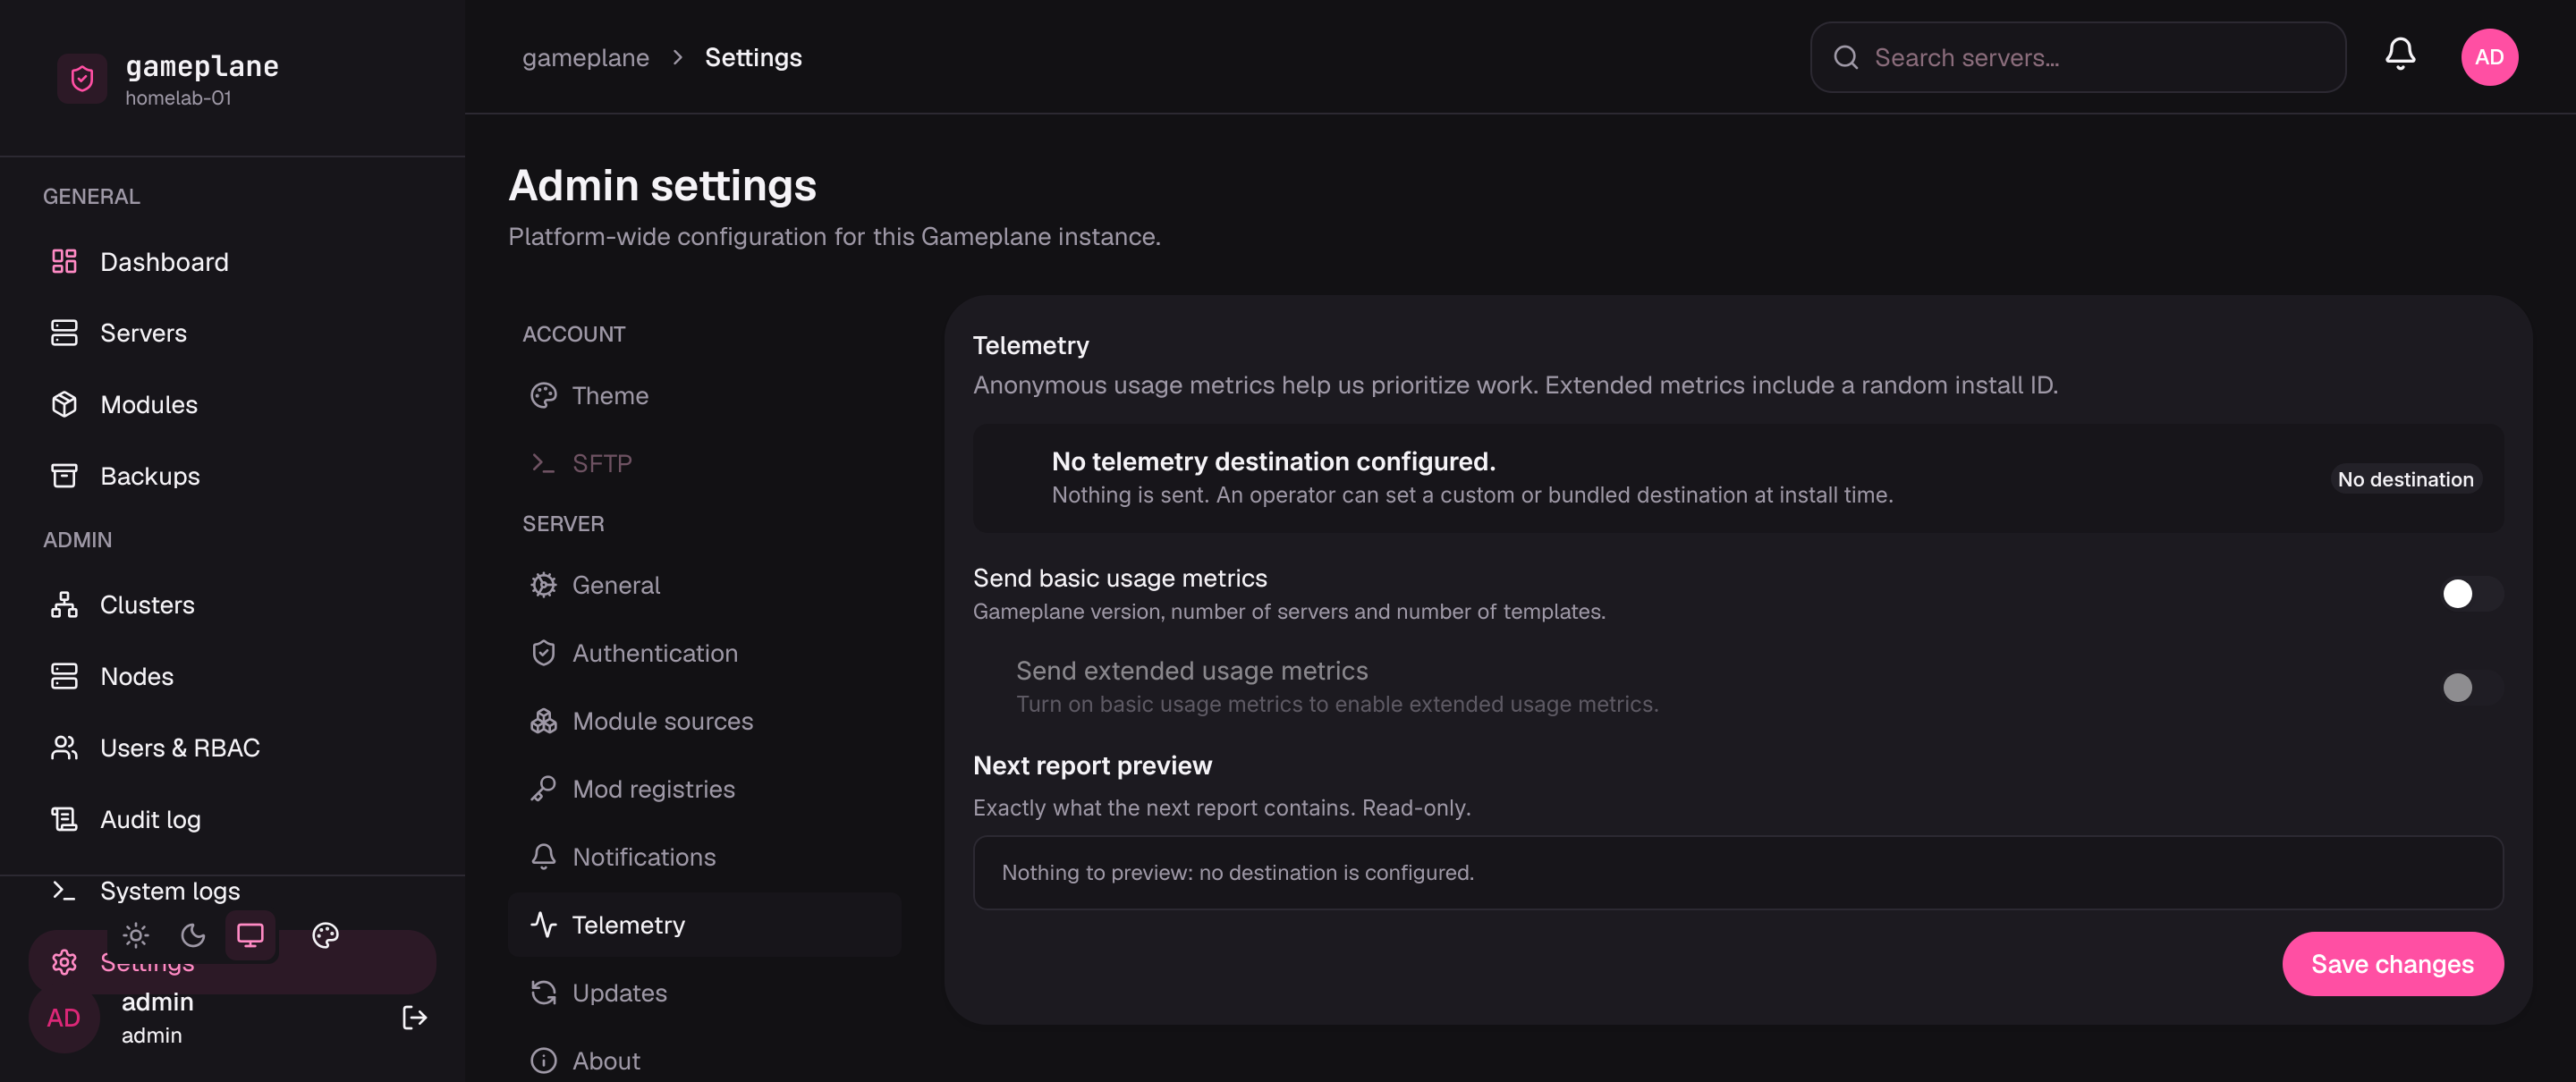 gameplane
homelab-01
GENERAL
Dashboard
Servers
Modules
Backups
ADMIN
Clusters
Nodes
Users & RBAC
Audit log
System logs
Settings
AD
admin
admin
gameplane > Settings
Search servers...
AD
Admin settings
Platform-wide configuration for this Gameplane instance.
ACCOUNT
Theme
SFTP
SERVER
General
Authentication
Module sources
Mod registries
Notifications
Telemetry
Updates
About
Telemetry
Anonymous usage metrics help us prioritize work. Extended metrics include a random install ID.
No telemetry destination configured.
Nothing is sent. An operator can set a custom or bundled destination at install time.
No destination
Send basic usage metrics
Gameplane version, number of servers and number of templates.
Send extended usage metrics
Turn on basic usage metrics to enable extended usage metrics.
Next report preview
Exactly what the next report contains. Read-only.
Nothing to preview: no destination is configured.
Save changes